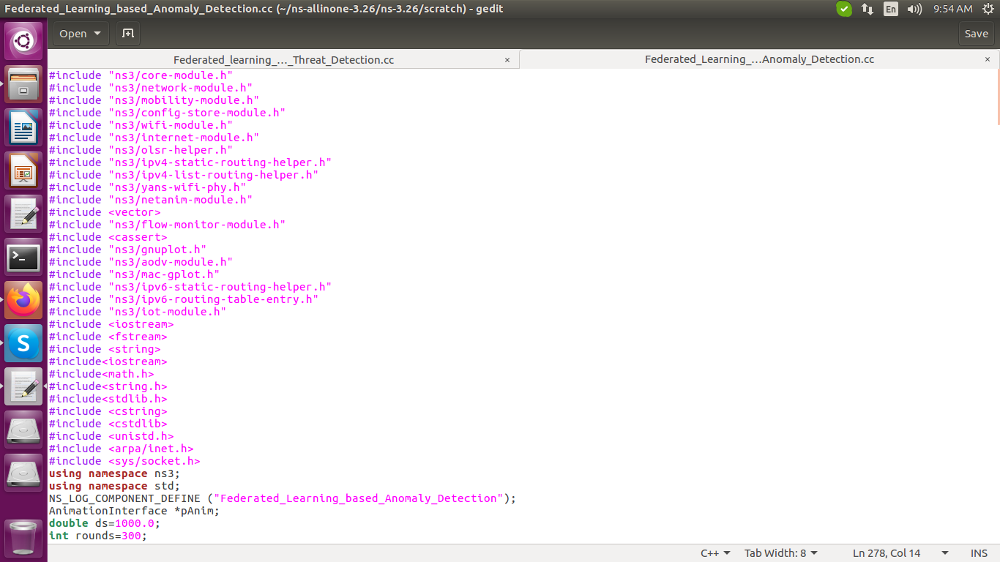 Federated_Learning_based_Anomaly_Detection.cc (~/ns-allinone-3.26/ns-3.26/scratch) - gedit
En
9:54 AM
Open
Save
Federated_learning_..._Threat_Detection.cc
×
Federated_Learning_...Anomaly_Detection.cc
×
#include "ns3/core-module.h"
#include "ns3/network-module.h"
#include "ns3/mobility-module.h"
#include "ns3/config-store-module.h"
#include "ns3/wifi-module.h"
#include "ns3/internet-module.h"
#include "ns3/olsr-helper.h"
#include "ns3/ipv4-static-routing-helper.h"
#include "ns3/ipv4-list-routing-helper.h"
#include "ns3/yans-wifi-phy.h"
#include "ns3/netanim-module.h"
#include <vector>
#include "ns3/flow-monitor-module.h"
#include <cassert>
#include "ns3/gnuplot.h"
#include "ns3/aodv-module.h"
#include "ns3/mac-gplot.h"
#include "ns3/ipv6-static-routing-helper.h"
#include "ns3/ipv6-routing-table-entry.h"
#include "ns3/iot-module.h"
#include <iostream>
#include <fstream>
#include <string>
#include<iostream>
#include<math.h>
#include<string.h>
#include<stdlib.h>
#include <cstring>
#include <cstdlib>
#include <unistd.h>
#include <arpa/inet.h>
#include <sys/socket.h>
using namespace ns3;
using namespace std;
NS_LOG_COMPONENT_DEFINE ("Federated_Learning_based_Anomaly_Detection");
AnimationInterface *pAnim;
double ds=1000.0;
int rounds=300;
C++
Tab Width: 8
Ln 278, Col 14
INS